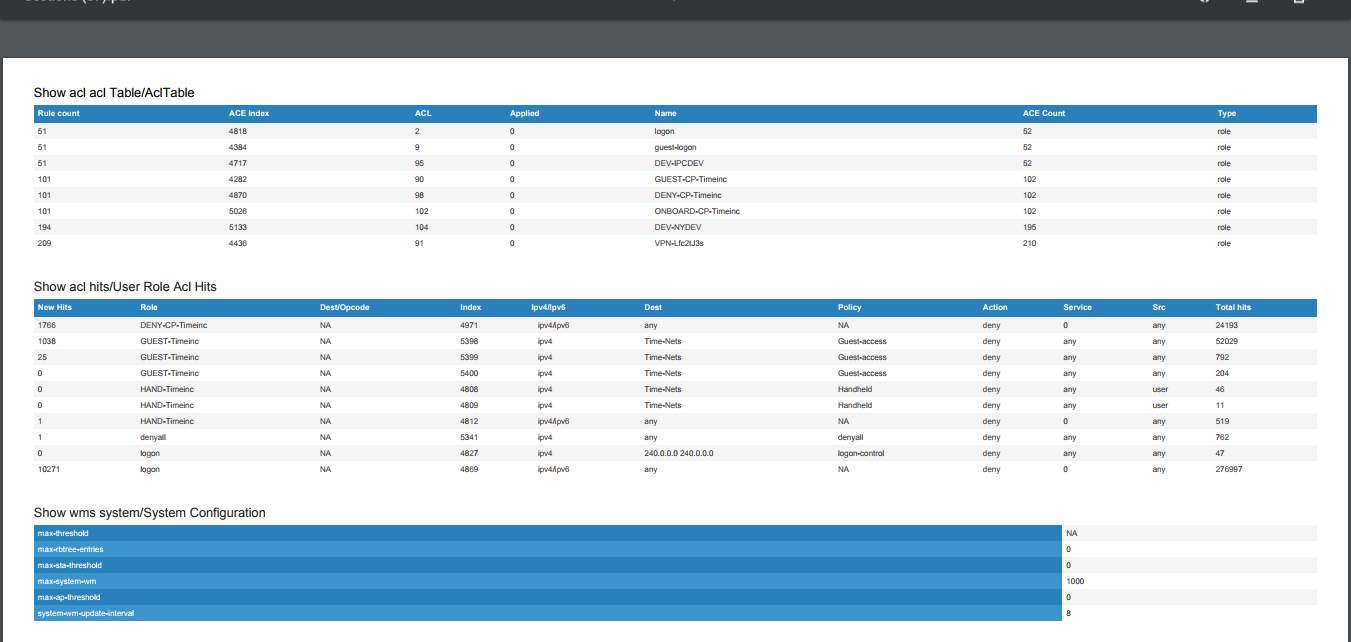 Show acl acl Table/AclTable
Rule count ACE Index ACL Applied Name ACE Count Type
51 4818 2 0 logon 52 role
51 4384 9 0 guest-logon 52 role
51 4717 95 0 DEV-IPCDEV 52 role
101 4282 90 0 GUEST-CP-Timeinc 102 role
101 4870 98 0 DENY-CP-Timeinc 102 role
101 5026 102 0 ONBOARD-CP-Timeinc 102 role
194 5133 104 0 DEV-NYDEV 195 role
209 4436 91 0 VPN-Lfc2tJ3s 210 role
Show acl hits/User Role Acl Hits
New Hits Role Dest/Opcode Index Ipv4/Ipv6 Dest Policy Action Service Src Total hits
1766 DENY-CP-Timeinc NA 4971 ipv4/ipv6 any NA deny 0 any 24193
1038 GUEST-Timeinc NA 5398 ipv4 Time-Nets Guest-access deny any any 52029
25 GUEST-Timeinc NA 5399 ipv4 Time-Nets Guest-access deny any any 792
0 GUEST-Timeinc NA 5400 ipv4 Time-Nets Guest-access deny any any 204
0 HAND-Timeinc NA 4808 ipv4 Time-Nets Handheld deny any user 46
0 HAND-Timeinc NA 4809 ipv4 Time-Nets Handheld deny any user 11
1 HAND-Timeinc NA 4812 ipv4/ipv6 any NA deny 0 any 519
1 denyall NA 5341 ipv4 any denyall deny any any 762
0 logon NA 4827 ipv4 240.0.0.0 240.0.0.0 logon-control deny any any 47
10271 logon NA 4869 ipv4/ipv6 any NA deny 0 any 276997
Show wms system/System Configuration
max-threshold NA
max-rbtree-entries 0
max-sta-threshold 0
max-system-wm 1000
max-ap-threshold 0
system-wm-update-interval 8